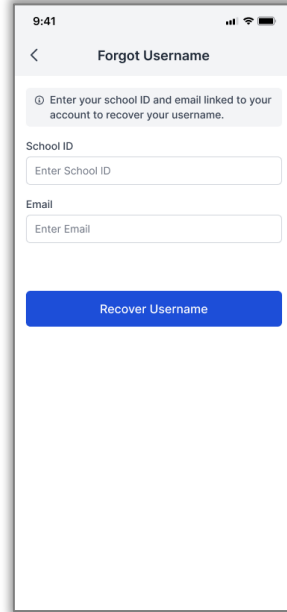 9:41
Forgot Username
Enter your school ID and email linked to your
account to recover your username.
School ID
Enter School ID
Email
Enter Email
Recover Username